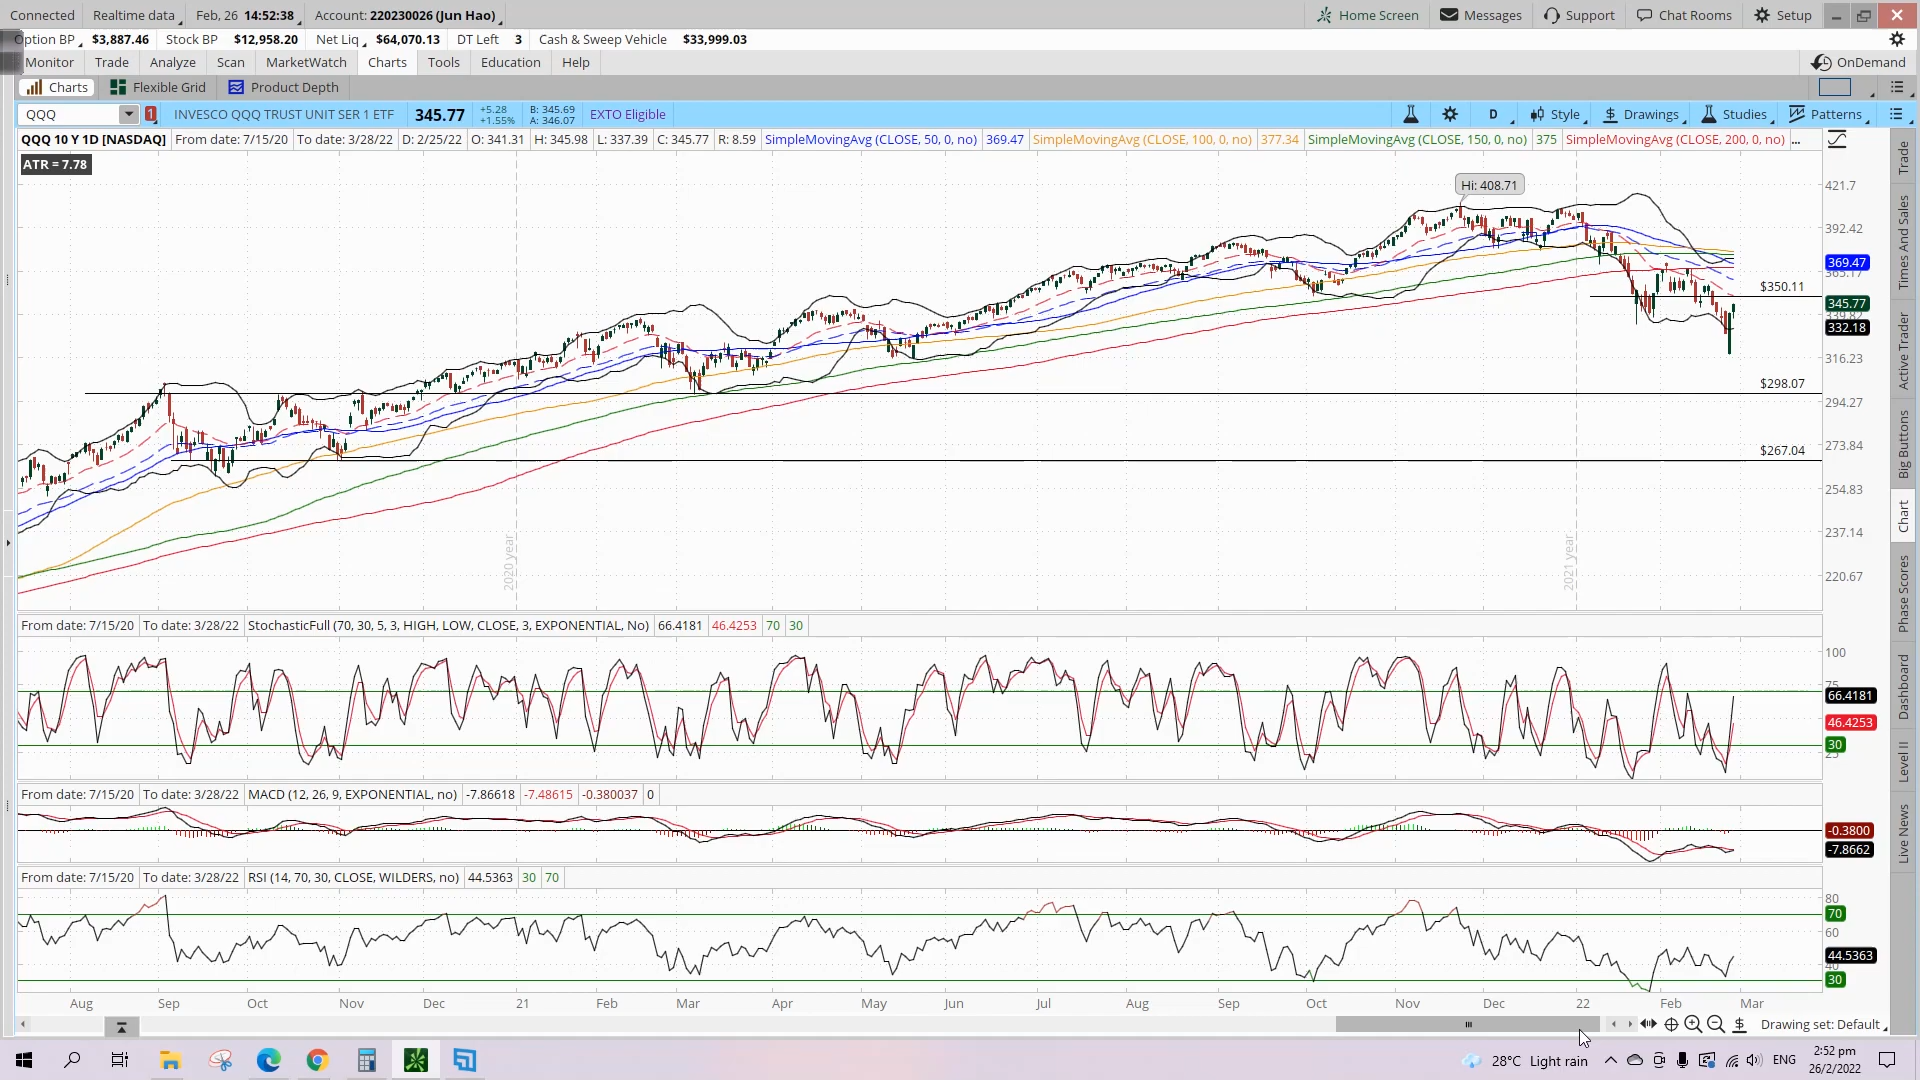 Connected Realtime data Feb, 26 14:52:38 Account: 220230026 (Jun Hao) Home Screen Messages Support Chat Rooms Setup
Option BP $3,887.46 Stock BP $12,958.20 Net Liq $64,070.13 DT Left 3 Cash & Sweep Vehicle $33,999.03
Monitor Trade Analyze Scan MarketWatch Charts Tools Education Help OnDemand
Charts Flexible Grid Product Depth
QQQ 1 INVESCO QQQ TRUST UNIT SER 1 ETF 345.77 +5.28 +1.55% B: 345.69 A: 346.07 EXTO Eligible D Style Drawings Studies Patterns
QQQ 10 Y 1D [NASDAQ] From date: 7/15/20 To date: 3/28/22 D: 2/25/22 O: 341.31 H: 345.98 L: 337.39 C: 345.77 R: 8.59 SimpleMovingAvg (CLOSE, 50, 0, no) 369.47 SimpleMovingAvg (CLOSE, 100, 0, no) 377.34 SimpleMovingAvg (CLOSE, 150, 0, no) 375 SimpleMovingAvg (CLOSE, 200, 0, no) ...
ATR = 7.78
Hi: 408.71
421.7
392.42
369.47
365.17
$350.11
345.77
332.18
316.23
$298.07
294.27
$267.04
273.84
254.83
237.14
220.67
2020 year
2021 year
From date: 7/15/20 To date: 3/28/22 StochasticFull (70, 30, 5, 3, HIGH, LOW, CLOSE, 3, EXPONENTIAL, No) 66.4181 46.4253 70 30
100
75
66.4181
46.4253
30
25
From date: 7/15/20 To date: 3/28/22 MACD (12, 26, 9, EXPONENTIAL, no) -7.86618 -7.48615 -0.380037 0
-0.3800
-7.8662
From date: 7/15/20 To date: 3/28/22 RSI (14, 70, 30, CLOSE, WILDERS, no) 44.5363 30 70
80
70
60
44.5363
40
30
Aug Sep Oct Nov Dec 21 Feb Mar Apr May Jun Jul Aug Sep Oct Nov Dec 22 Feb Mar
Drawing set: Default
Trade
Times And Sales
Active Trader
Big Buttons
Chart
Phase Scores
Dashboard
Level II
Live News
28°C Light rain ENG 2:52 pm
26/2/2022